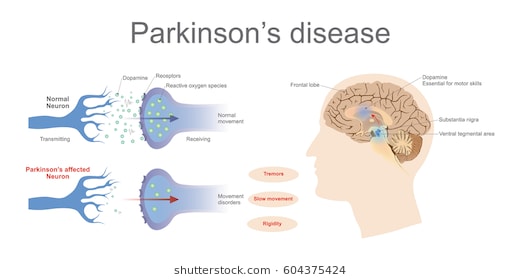 Parkinson's disease
Dopamine
Receptors
Reactive oxygen species
Normal
Neuron
Transmitting
Normal
movement
Receiving
Parkinson's affected
Neuron
Movement
disorders
Tremors
Slow movement
Rigidity
Frontal lobe
Dopamine
Essential for motor skills
Substantia nigra
Ventral tegmental area
shutterstock.com • 604375424